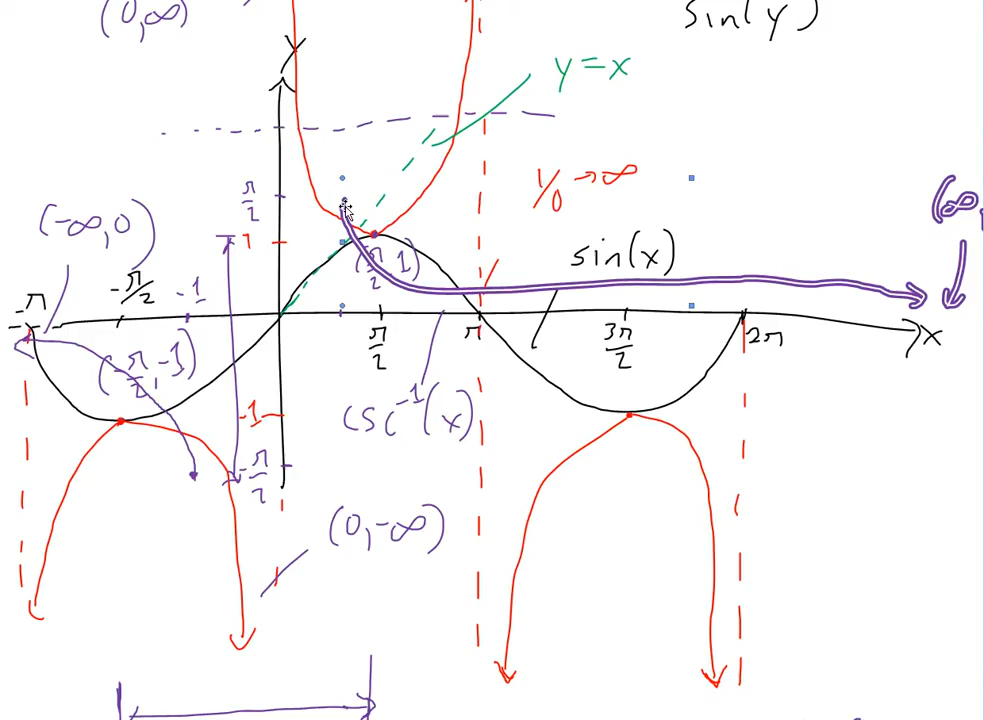 (0,∞)
sin(y)
y
y=x
π/2
1/0→∞
(∞,
(-∞,0)
1
(π/2, 1)
sin(x)
-π
-π/2
-1
π/2
π
3π/2
2π
x
(-π/2, -1)
-1
csc⁻¹(x)
-π/2
(0,-∞)